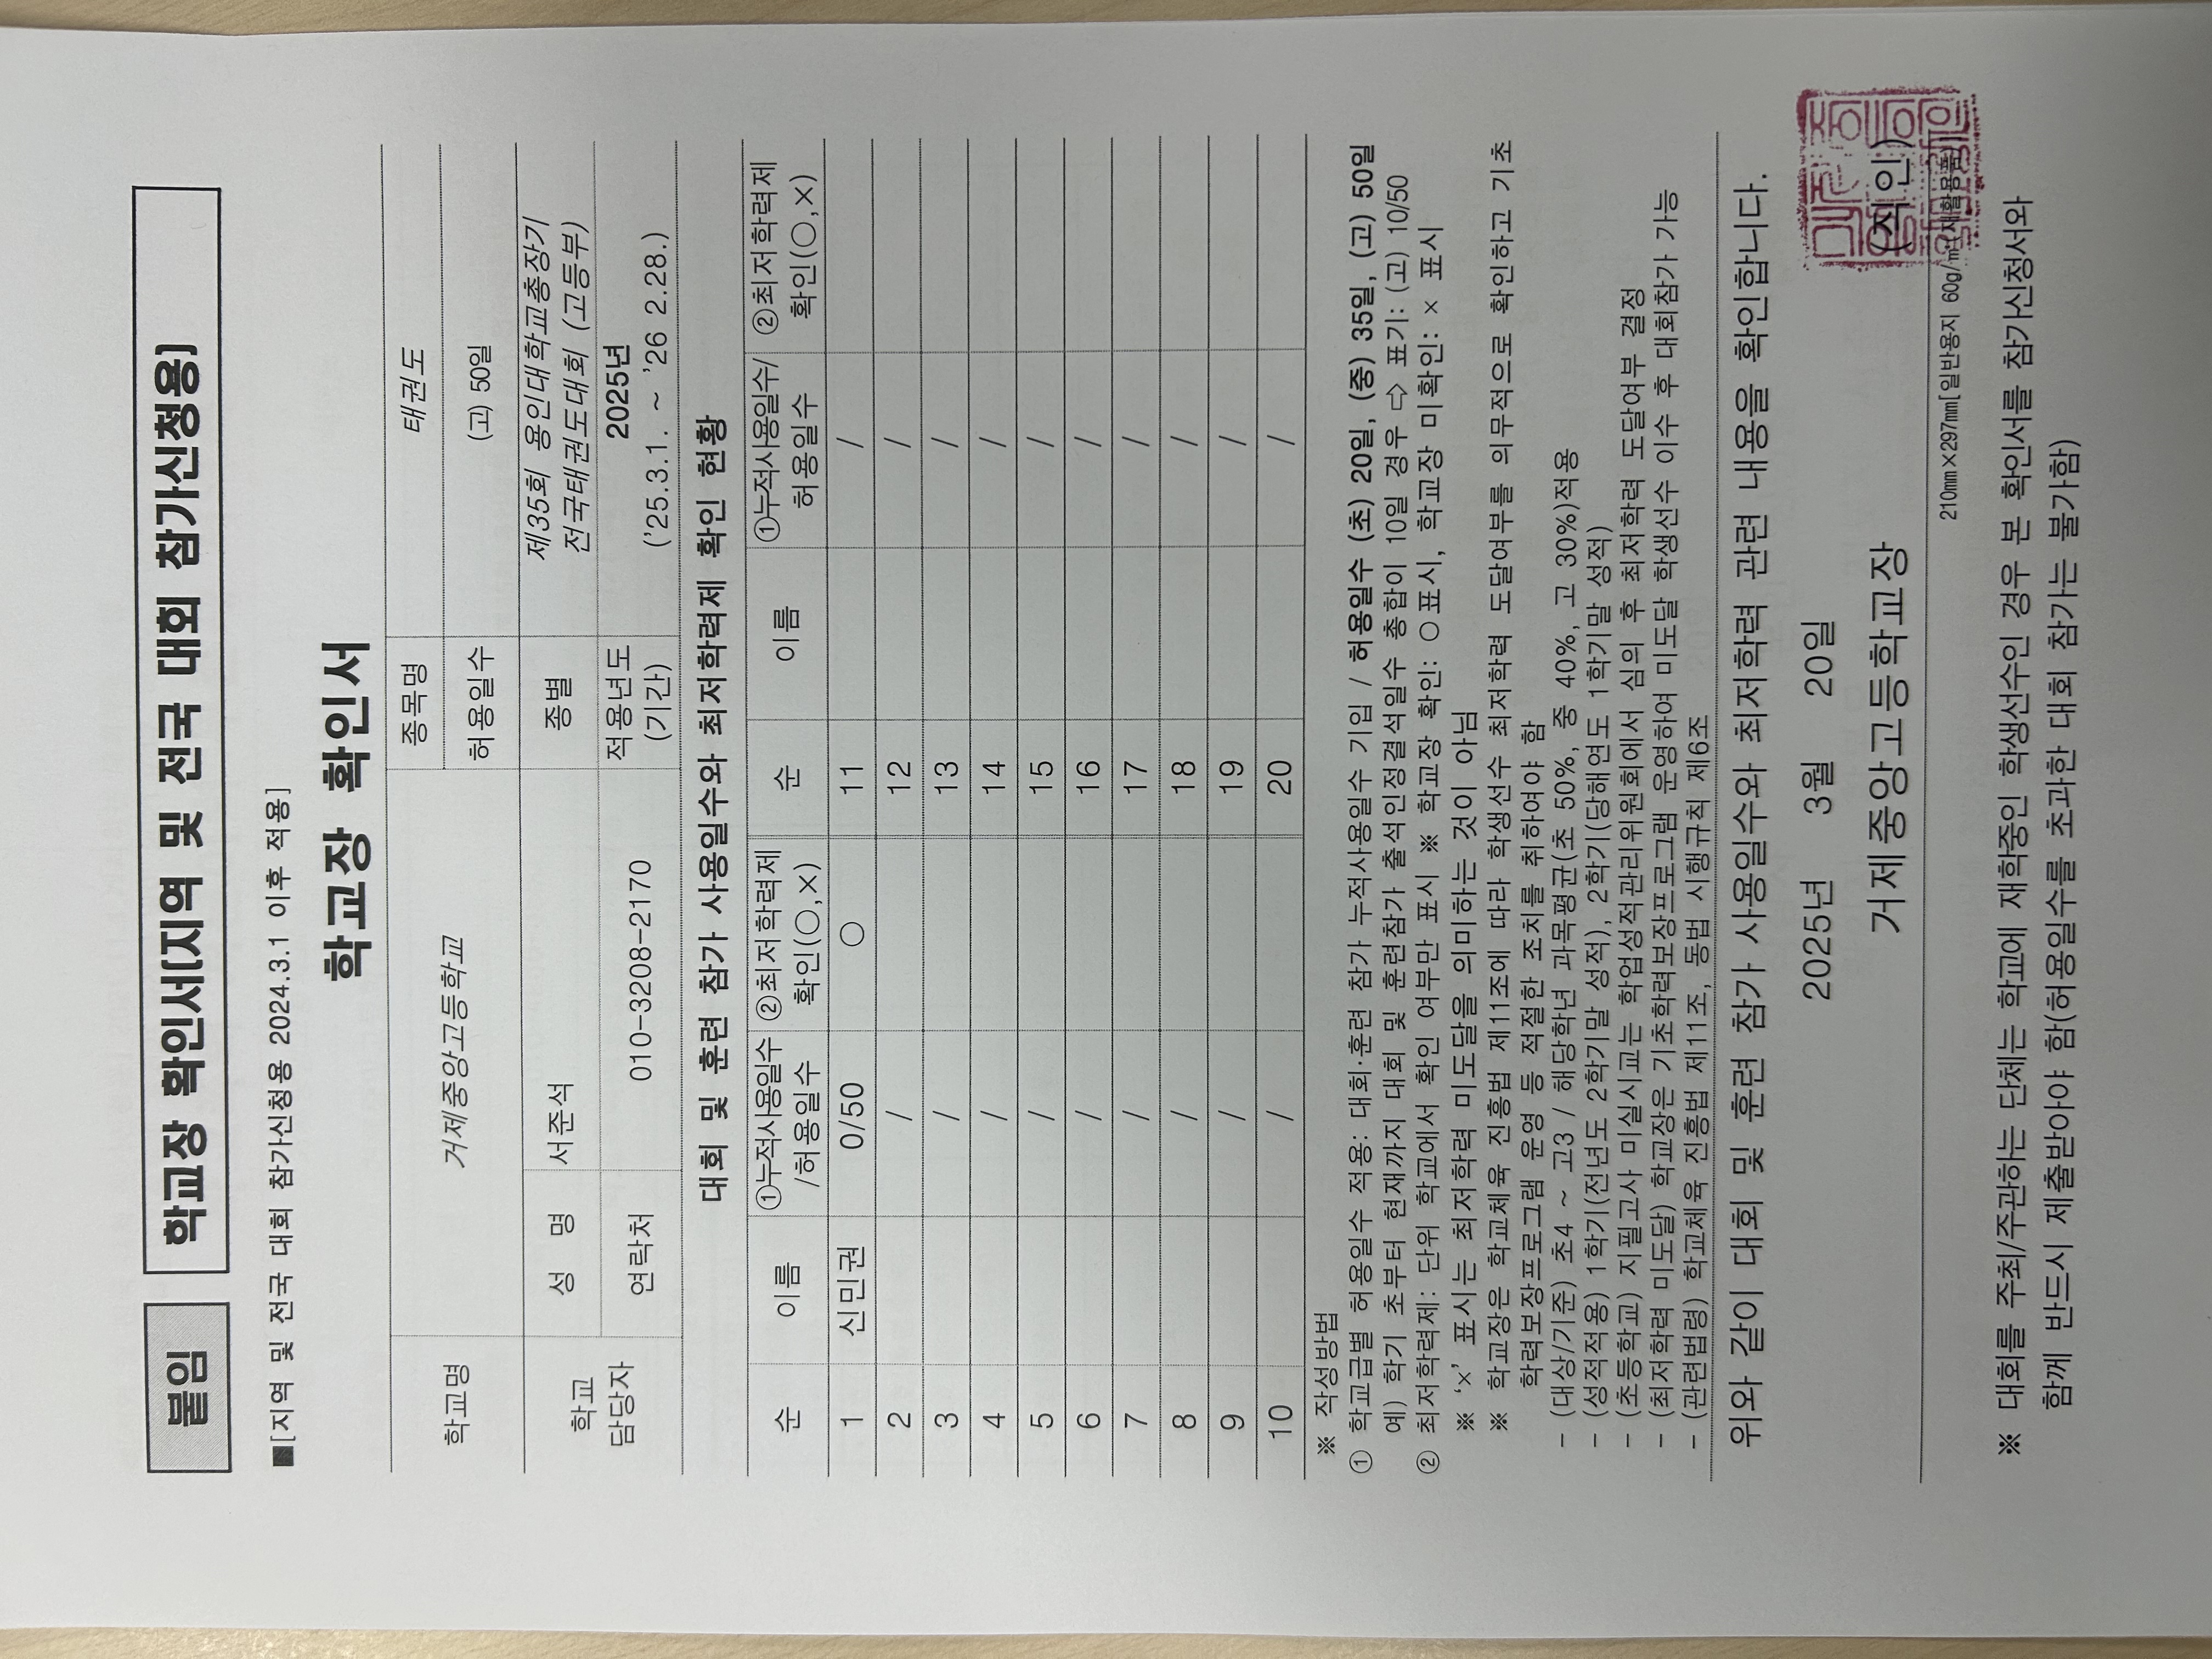 붙임
학교장 확인서(지역 및 전국 대회 참가신청용)
■[지역 및 전국 대회 참가신청용 2024.3.1 이후 적용]
학교장 확인서
학교명 거제중앙고등학교 종목명 태권도
허용일수 (고) 50일
학교 담당자 성 명 서준석 종별 제35회 용인대학교총장기
전국태권도대회 (고등부)
연락처 010-3208-2170 적용년도 (기간) 2025년
('25.3.1. ~ '26 2.28.)
대회 및 훈련 참가 사용일수와 최저학력제 확인 현황
순 이름 ①누적사용일수 /허용일수 ②최저학력제 확인(○,×) 순 이름 ①누적사용일수/ 허용일수 ②최저학력제 확인(○,×)
1 신민권 0/50 ○ 11 /
2 / 12 /
3 / 13 /
4 / 14 /
5 / 15 /
6 / 16 /
7 / 17 /
8 / 18 /
9 / 19 /
10 / 20 /
※ 작성방법
① 학교급별 허용일수 적용: 대회·훈련 참가 누적사용일수 기입 / 허용일수 (초) 20일, (중) 35일, (고) 50일
예) 학기 초부터 현재까지 대회 및 훈련참가 출석인정결석일수 총합이 10일 경우 ⇨ 표기: (고) 10/50
② 최저학력제: 단위 학교에서 확인 여부만 표시 ※ 학교장 확인: ○표시, 학교장 미확인: × 표시
※ '×' 표시는 최저학력 미도달을 의미하는 것이 아님
※ 학교장은 학교체육 진흥법 제11조에 따라 학생선수 최저학력 도달여부를 의무적으로 확인하고 기초
학력보장프로그램 운영 등 적절한 조치를 취하여야 함
- (대상/기준) 초4 ~ 고3 / 해당학년 과목평균(초 50%, 중 40%, 고 30%)적용
- (성적적용) 1학기(전년도 2학기말 성적), 2학기(당해연도 1학기말 성적)
- (초등학교) 지필고사 미실시교는 학업성적관리위원회에서 심의 후 최저학력 도달여부 결정
- (최저학력 미도달) 학교장은 기초학력보장프로그램 운영하여 미도달 학생선수 이수 후 대회참가 가능
- (관련법령) 학교체육 진흥법 제11조, 동법 시행규칙 제6조
위와 같이 대회 및 훈련 참가 사용일수와 최저학력 관련 내용을 확인합니다.
2025년 3월 20일
거제중앙고등학교장 (직인)
210㎜×297㎜[일반용지 60g/㎡(재활용품)]
※ 대회를 주최/주관하는 단체는 학교에 재학중인 학생선수인 경우 본 확인서를 참가신청서와
함께 반드시 제출받아야 함(허용일수를 초과한 대회 참가는 불가함)